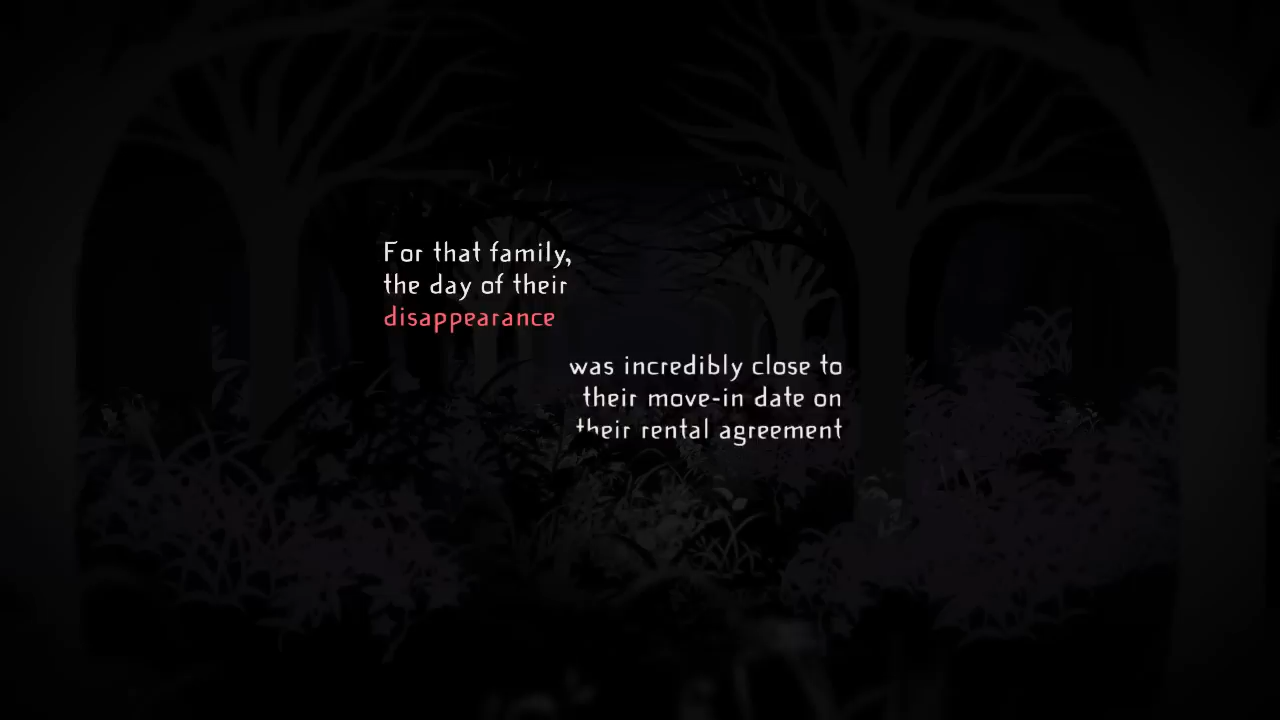 For that family,
the day of their
disappearance
was incredibly close to
their move-in date on
their rental agreement